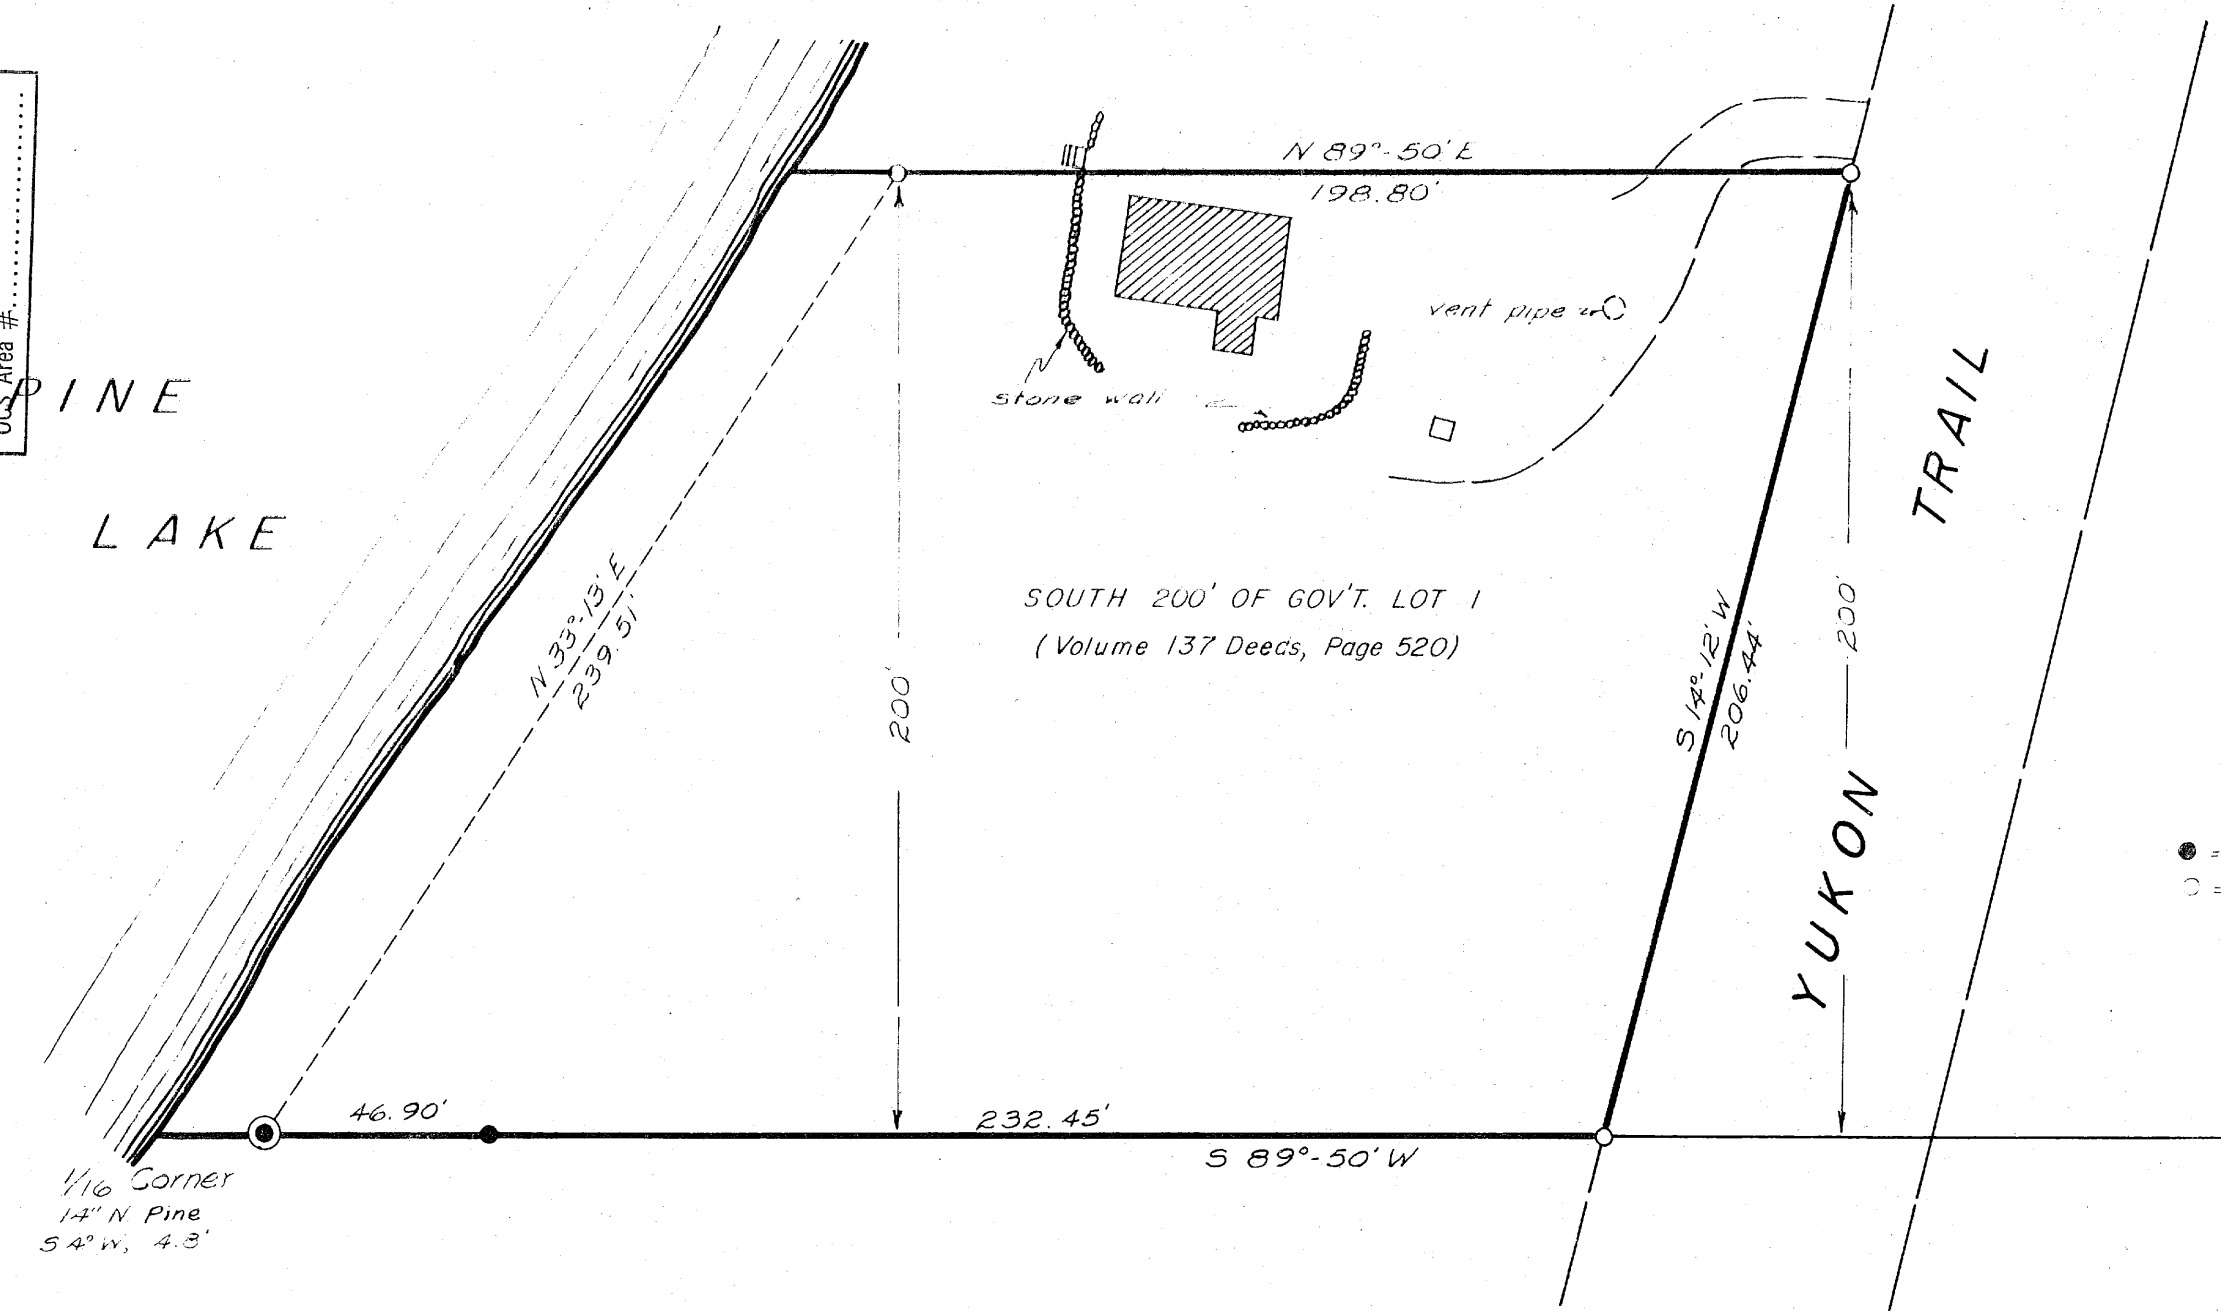 OCS Area #
PINE
LAKE
N 89°-50' E
198.80'
vent pipe
stone wall
TRAIL
N 33°-13' E
239.51'
SOUTH 200' OF GOV'T. LOT 1
(Volume 137 Deeds, Page 520)
200'
S 14°-12' W
206.44'
200'
YUKON
● =
○ =
46.90'
232.45'
S 89°-50' W
1/16 Corner
14" N. Pine
S 4° W, 4.8'